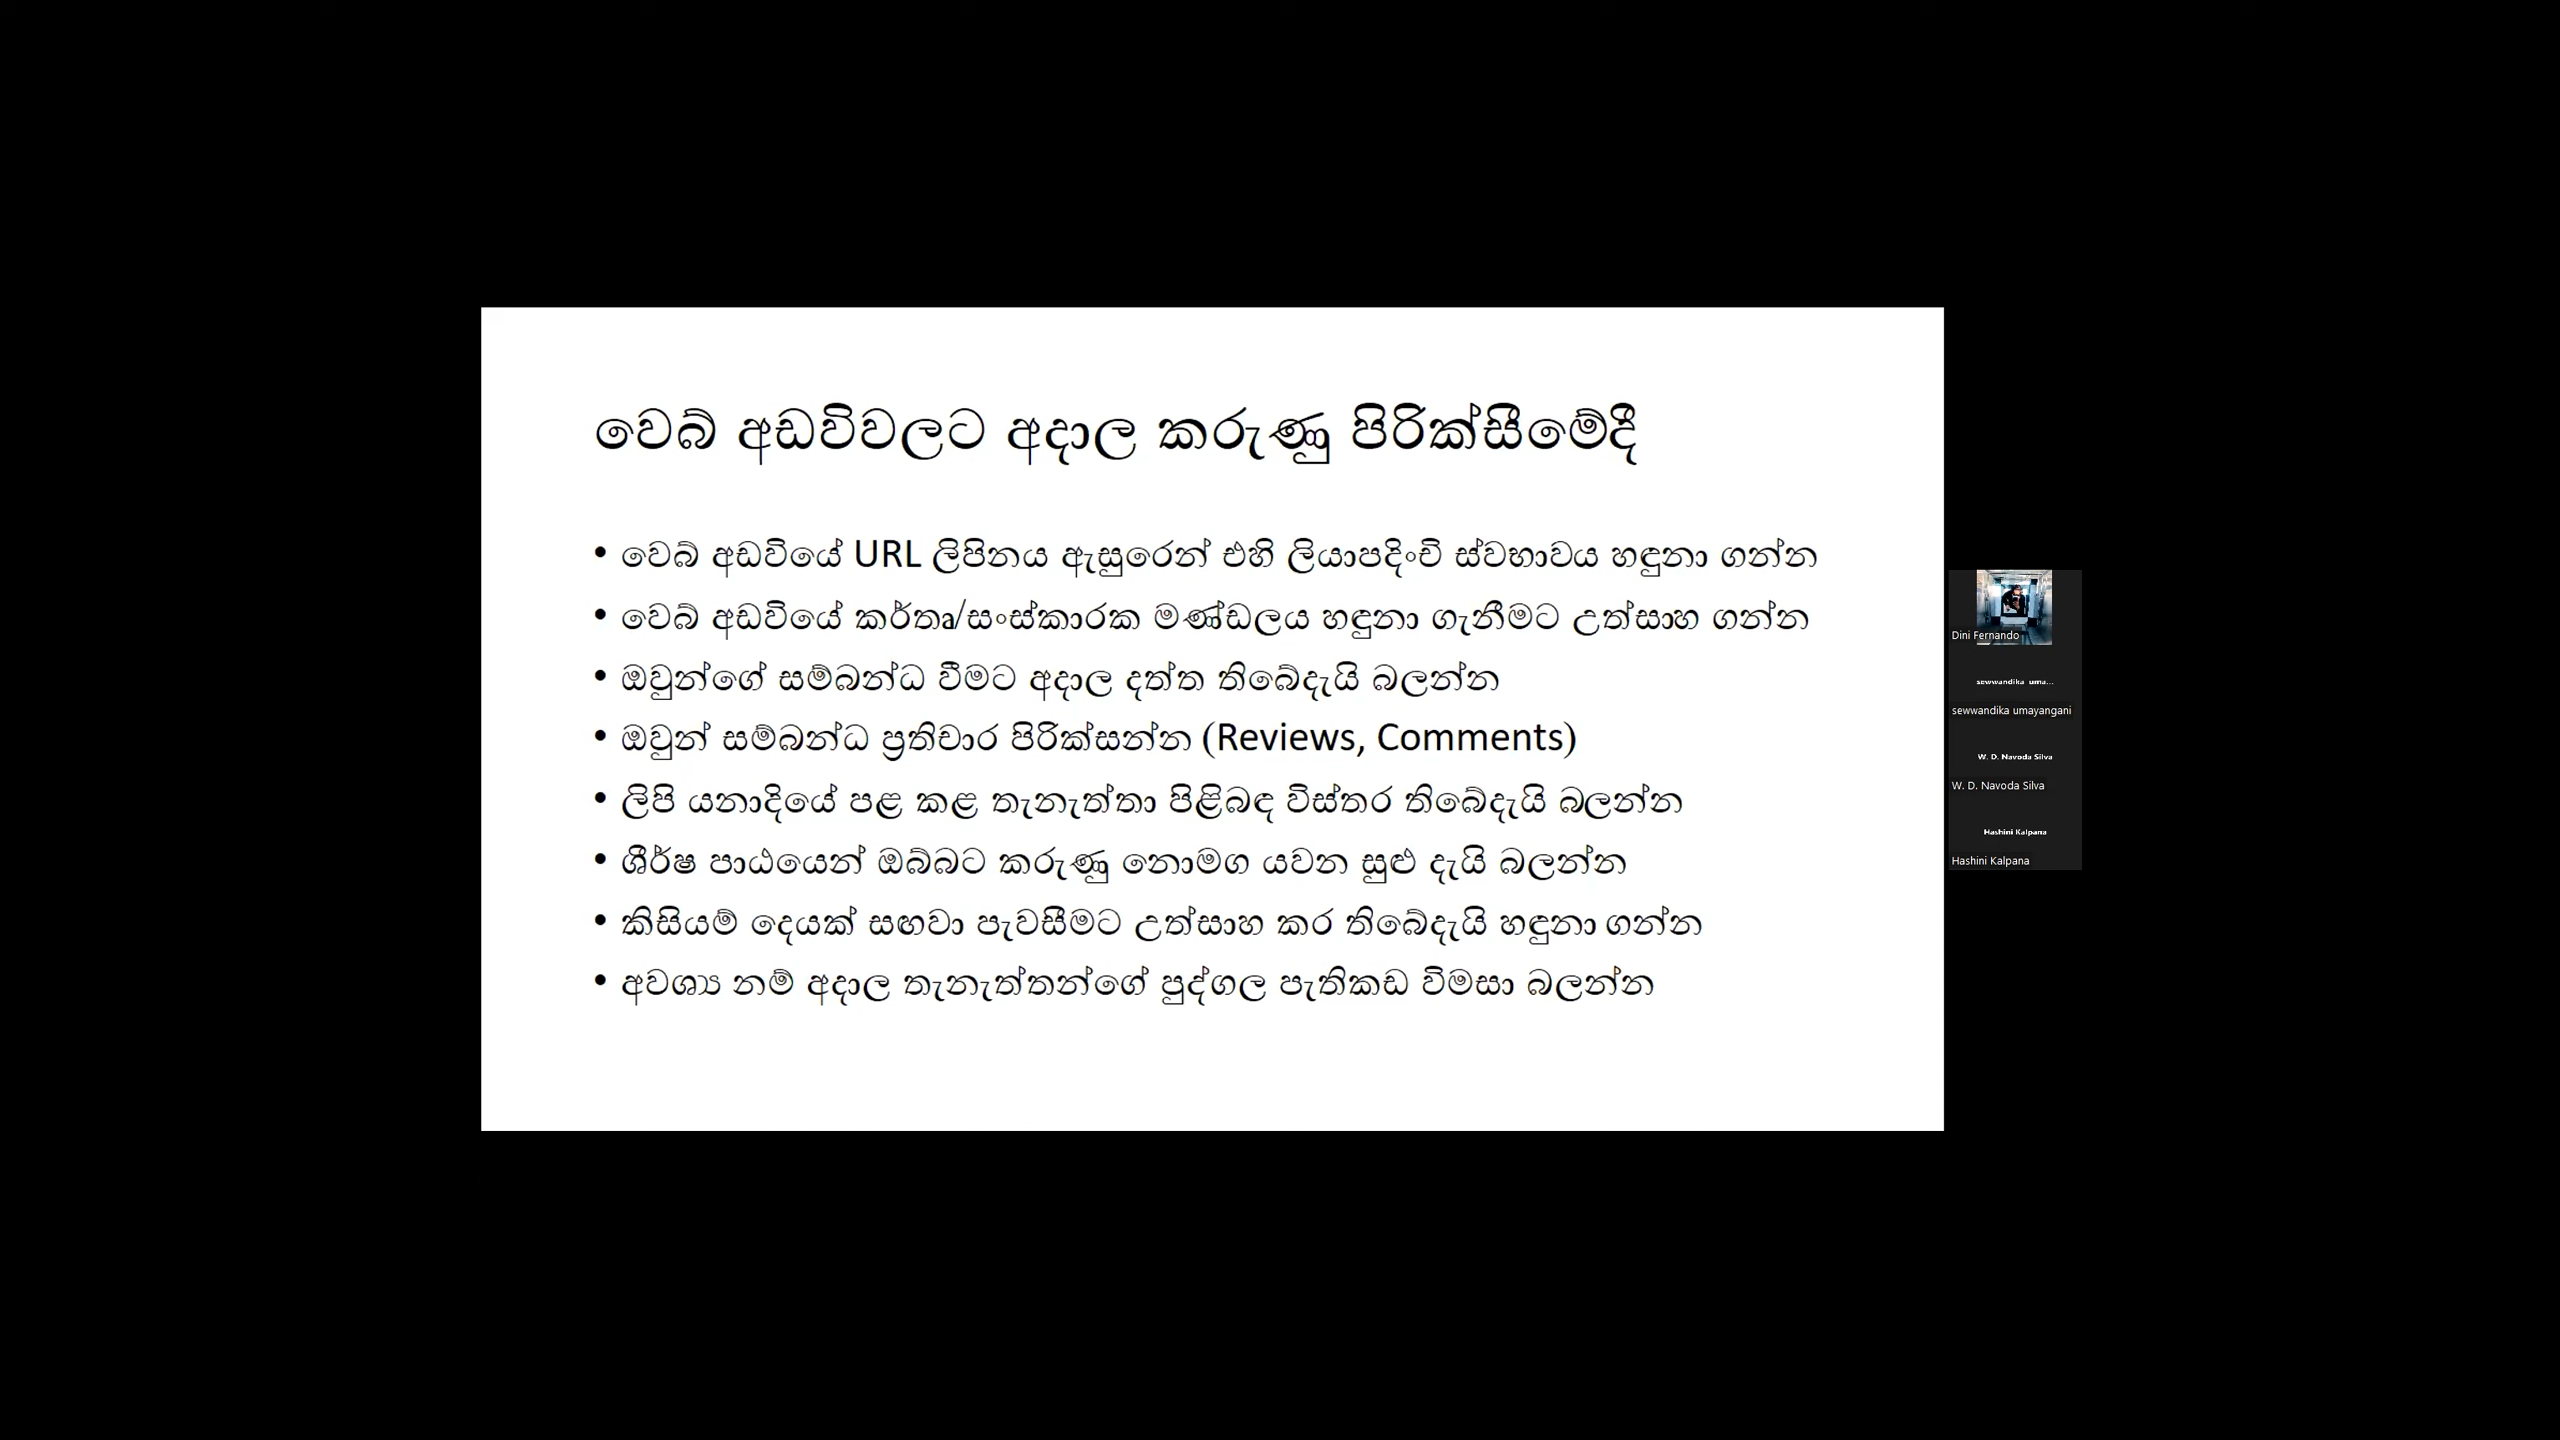 වෙබ් අඩවිවලට අදාල කරුණු පිරික්සීමේදී
• වෙබ් අඩවියේ URL ලිපිනය ඇසුරෙන් එහි ලියාපදිංචි ස්වභාවය හඳුනා ගන්න
• වෙබ් අඩවියේ කර්තෘ/සංස්කාරක මණ්ඩලය හඳුනා ගැනීමට උත්සාහ ගන්න
• ඔවුන්ගේ සම්බන්ධ වීමට අදාල දත්ත තිබේදැයි බලන්න
• ඔවුන් සම්බන්ධ ප්‍රතිචාර පිරික්සන්න (Reviews, Comments)
• ලිපි යනාදියේ පළ කළ තැනැත්තා පිළිබඳ විස්තර තිබේදැයි බලන්න
• ශීර්ෂ පාඨයෙන් ඔබ්බට කරුණු නොමග යවන සුළු දැයි බලන්න
• කිසියම් දෙයක් සඟවා පැවසීමට උත්සාහ කර තිබේදැයි හඳුනා ගන්න
• අවශ්‍ය නම් අදාල තැනැත්තන්ගේ පුද්ගල පැතිකඩ විමසා බලන්න
Dini Fernando
sewwandika uma...
sewwandika umayangani
W. D. Navoda Silva
W. D. Navoda Silva
Hashini Kalpana
Hashini Kalpana